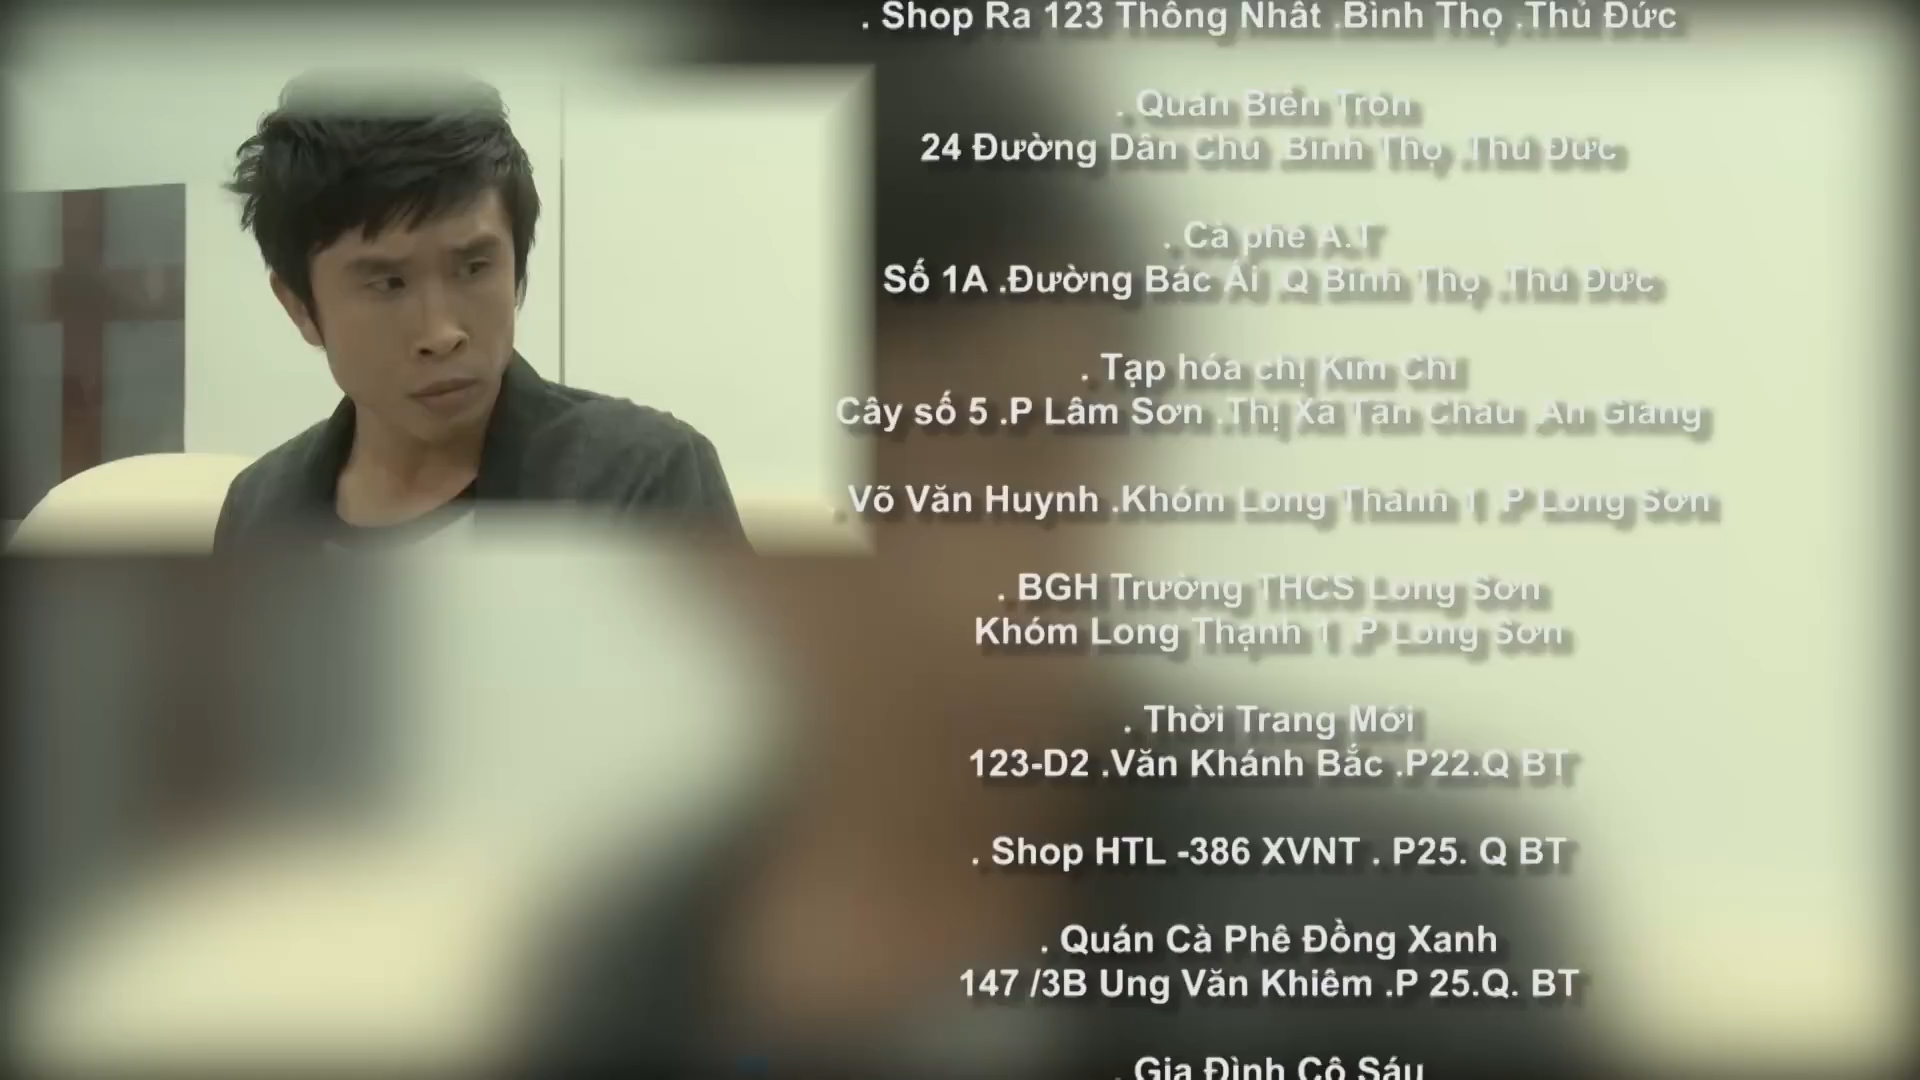 . Shop Ra 123 Thông Nhất .Bình Thọ .Thủ Đức
. Quán Biên Tròn
24 Đường Dân Chủ .Bình Thọ .Thủ Đức
. Cà phê A.T
Số 1A .Đường Bác Ái .Q Bình Thọ .Thủ Đức
. Tạp hóa chị Kim Chi
Cây số 5 .P Lâm Sơn .Thị Xã Tân Châu .An Giang
. Võ Văn Huynh .Khóm Long Thành 1 .P Long Sơn
. BGH Trường THCS Long Sơn
Khóm Long Thạnh 1 .P Long Sơn
. Thời Trang Mới
123-D2 .Văn Khánh Bắc .P22.Q BT
. Shop HTL -386 XVNT . P25. Q BT
. Quán Cà Phê Đồng Xanh
147 /3B Ung Văn Khiêm .P 25.Q. BT
. Gia Đình Cô Sáu